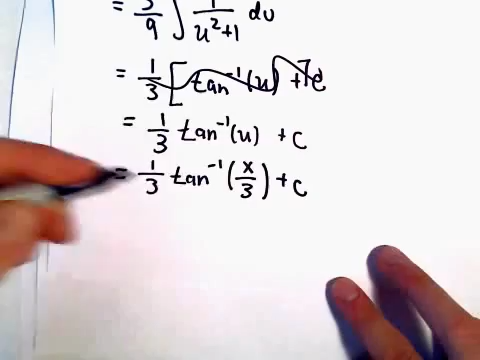 = 3/9 ∫ 1/(u²+1) du
= 1/3 [tan⁻¹(u) + C
= 1/3 tan⁻¹(u) + C
= 1/3 tan⁻¹(x/3) + C